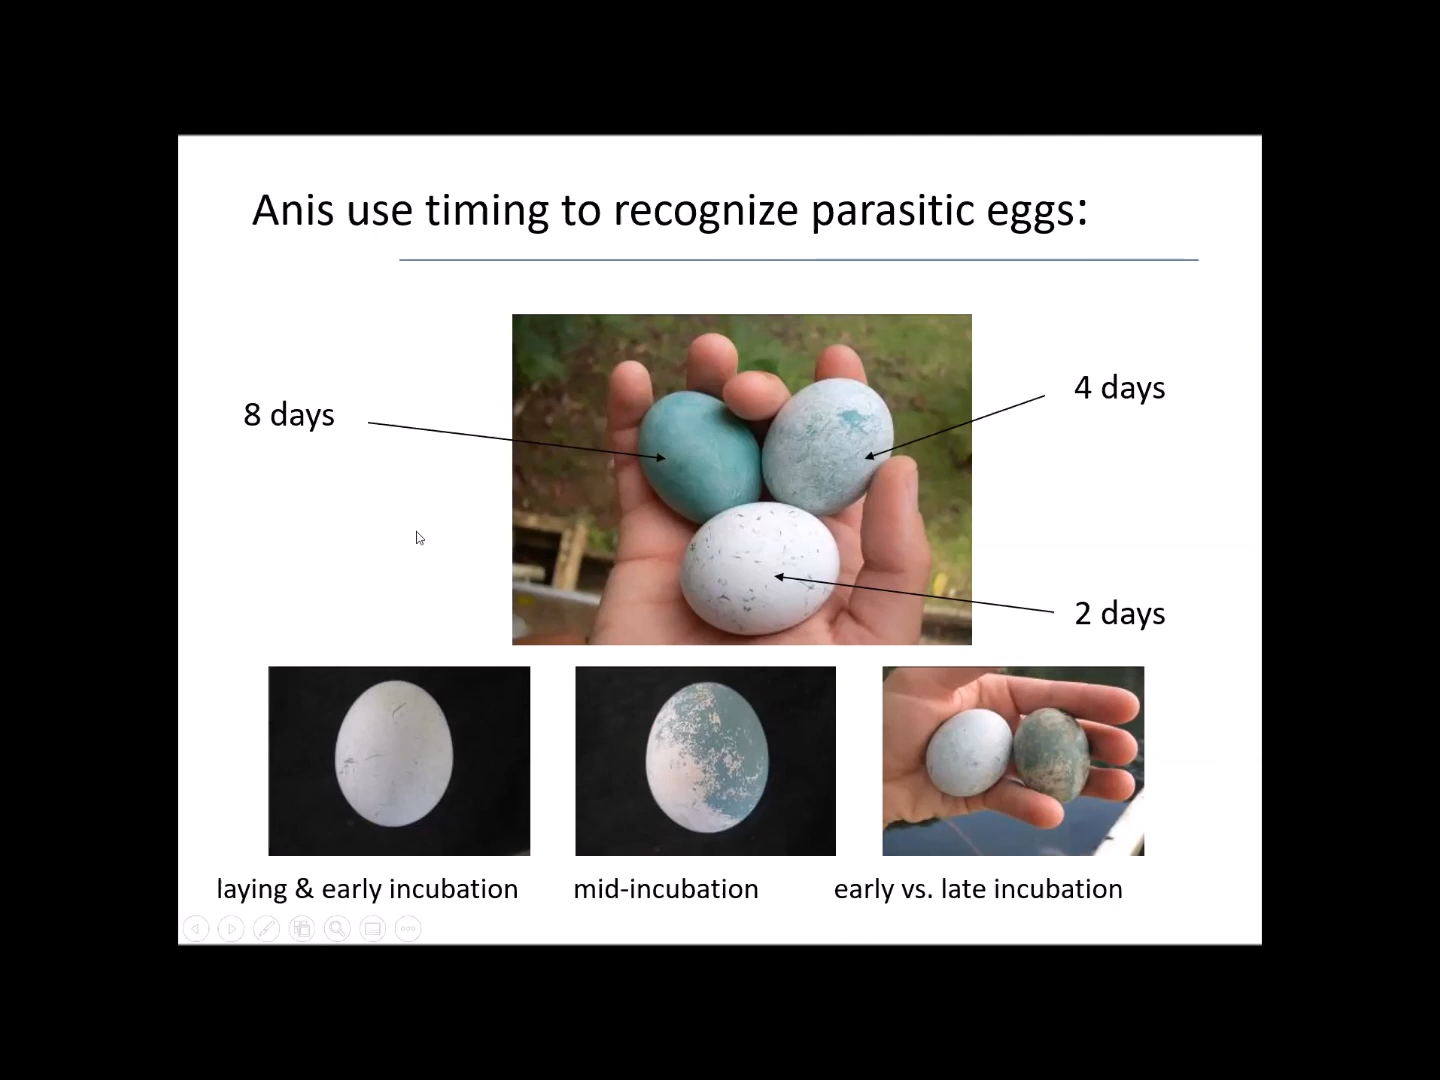 Anis use timing to recognize parasitic eggs:
8 days
4 days
2 days
laying & early incubation
mid-incubation
early vs. late incubation